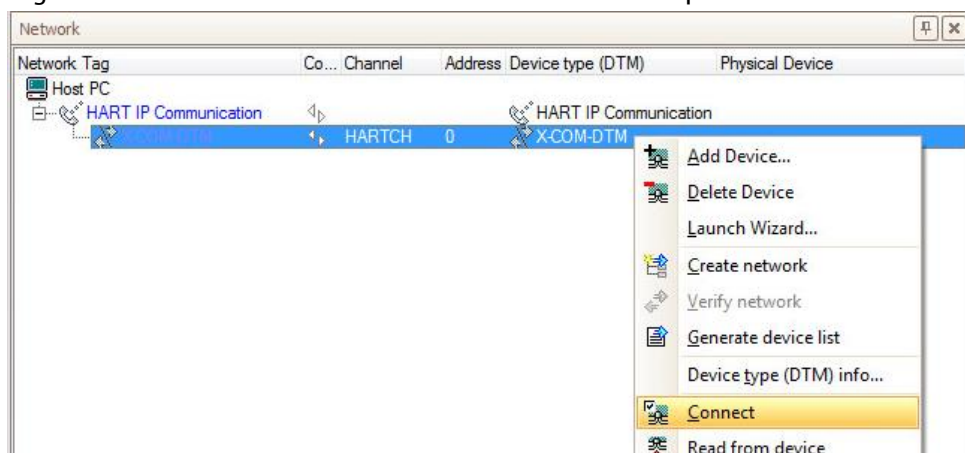 Network
Network Tag Co... Channel Address Device type (DTM) Physical Device
Host PC
HART IP Communication HART IP Communication
X-COM-DTM HARTCH 0 X-COM-DTM
Add Device...
Delete Device
Launch Wizard...
Create network
Verify network
Generate device list
Device type (DTM) info...
Connect
Read from device